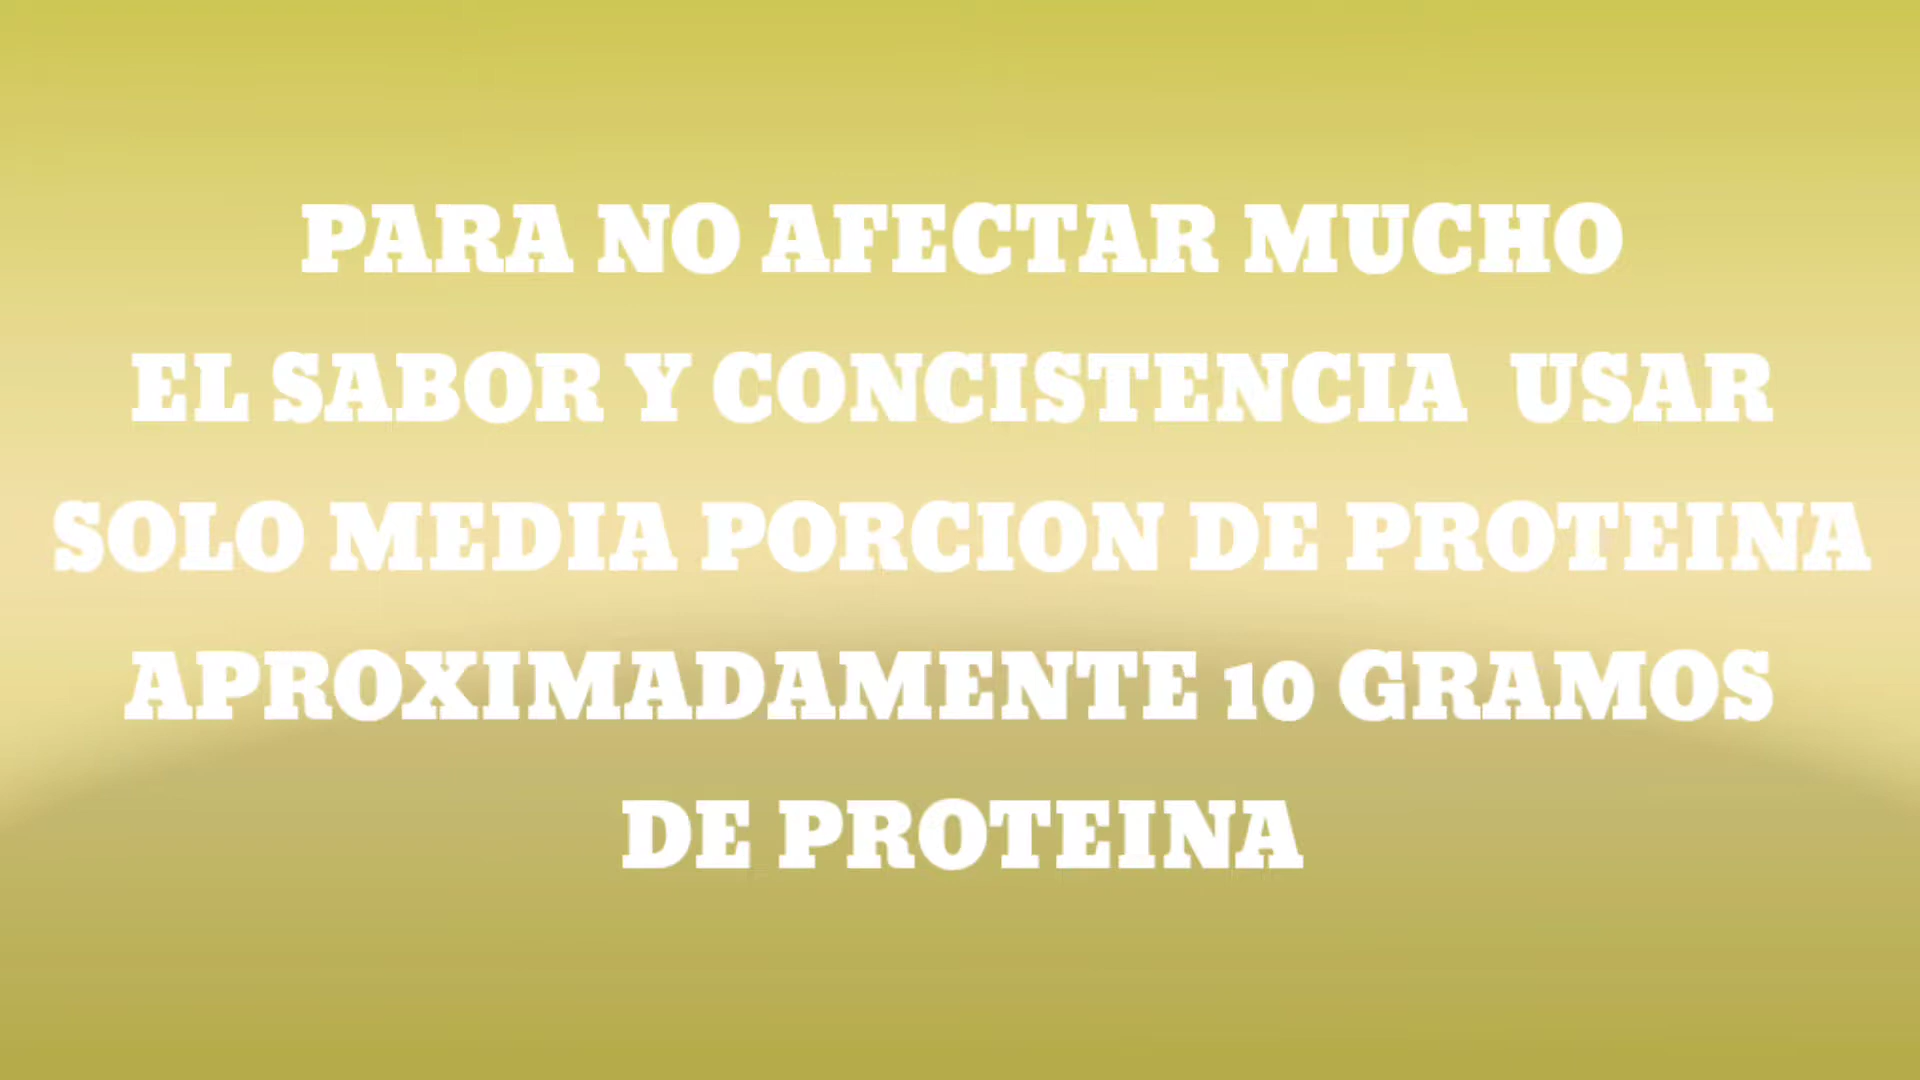 PARA NO AFECTAR MUCHO
EL SABOR Y CONCISTENCIA USAR
SOLO MEDIA PORCION DE PROTEINA
APROXIMADAMENTE 10 GRAMOS
DE PROTEINA